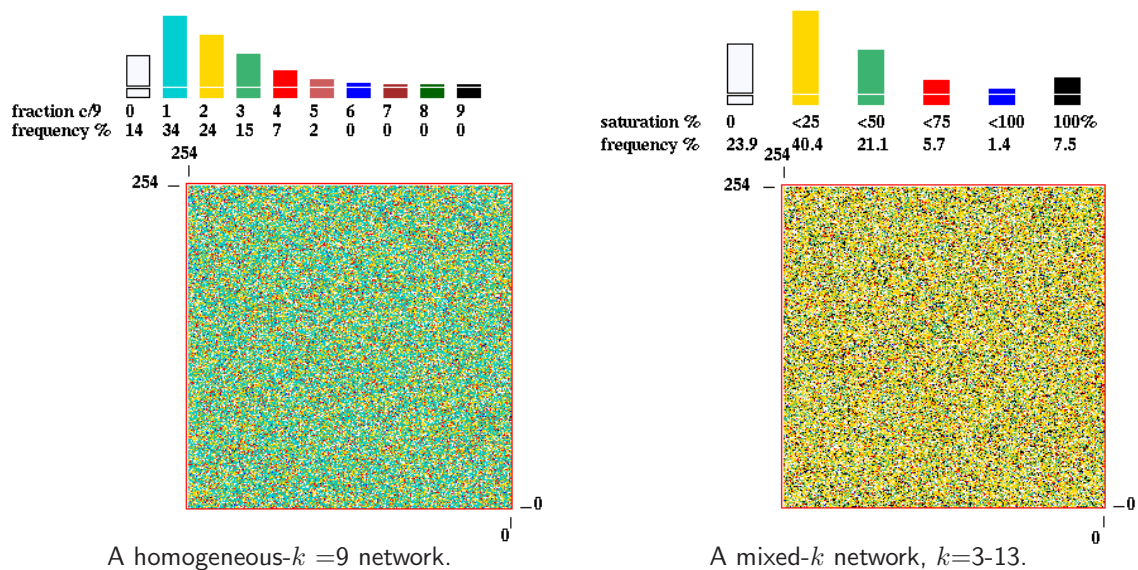 fraction c/9 0 1 2 3 4 5 6 7 8 9
frequency % 14 34 24 15 7 2 0 0 0 0
254
254
0
0
A homogeneous-k =9 network.
saturation % 0 <25 <50 <75 <100 100%
frequency % 23.9 40.4 21.1 5.7 1.4 7.5
254
254
0
0
A mixed-k network, k=3-13.